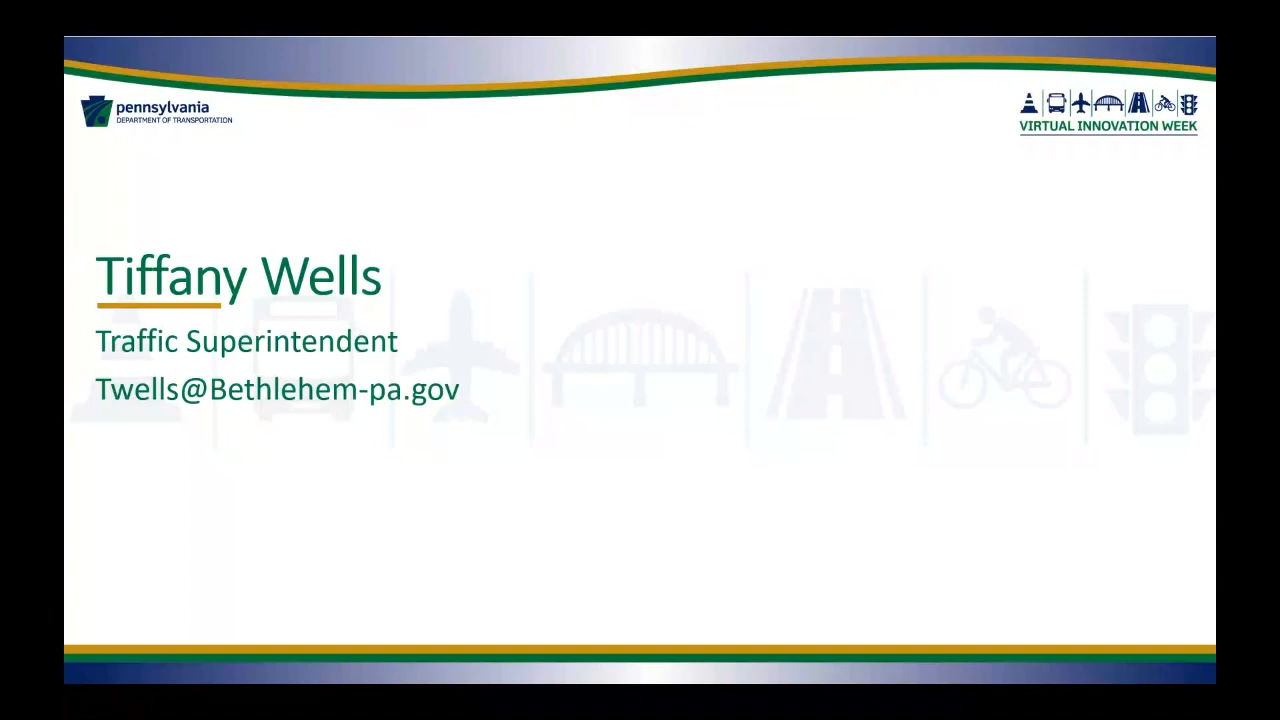 pennsylvania
DEPARTMENT OF TRANSPORTATION
VIRTUAL INNOVATION WEEK
Tiffany Wells
Traffic Superintendent
Twells@Bethlehem-pa.gov